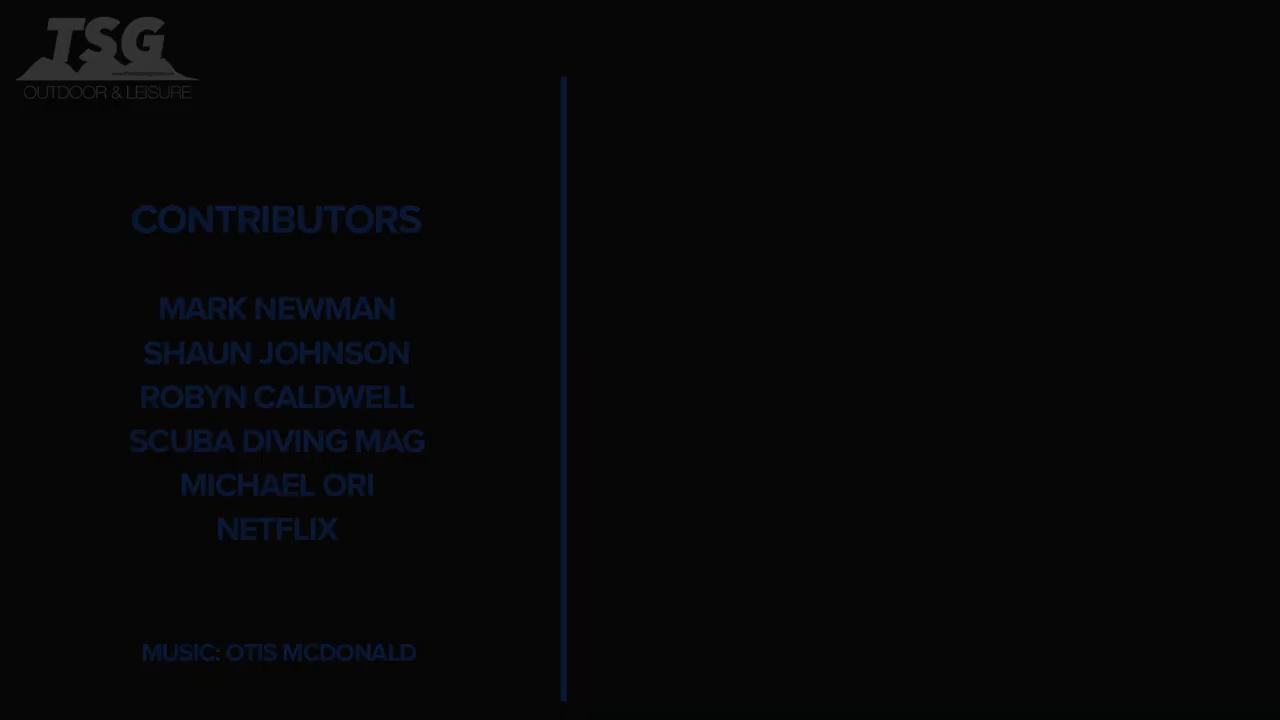 TSG
OUTDOOR & LEISURE
CONTRIBUTORS
MARK NEWMAN
SHAUN JOHNSON
ROBYN CALDWELL
SCUBA DIVING MAG
MICHAEL ORI
NETFLIX
MUSIC: OTIS MCDONALD